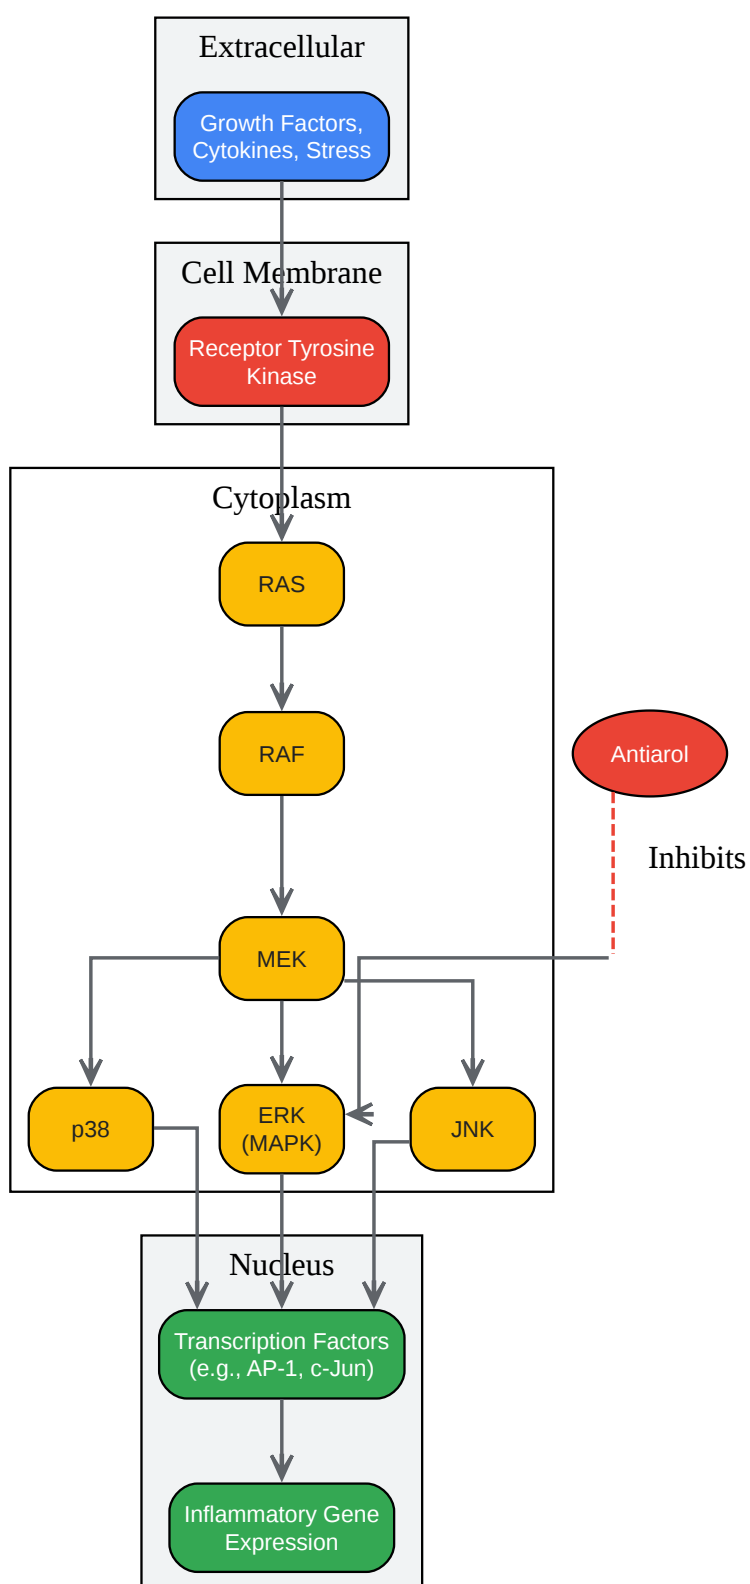 Extracellular
Growth Factors,
Cytokines, Stress
Cell Membrane
Receptor Tyrosine
Kinase
Cytoplasm
RAS
RAF
Antiarol
Inhibits
MEK
p38
ERK
(MAPK)
JNK
Nucleus
Transcription Factors
(e.g., AP-1, c-Jun)
Inflammatory Gene
Expression